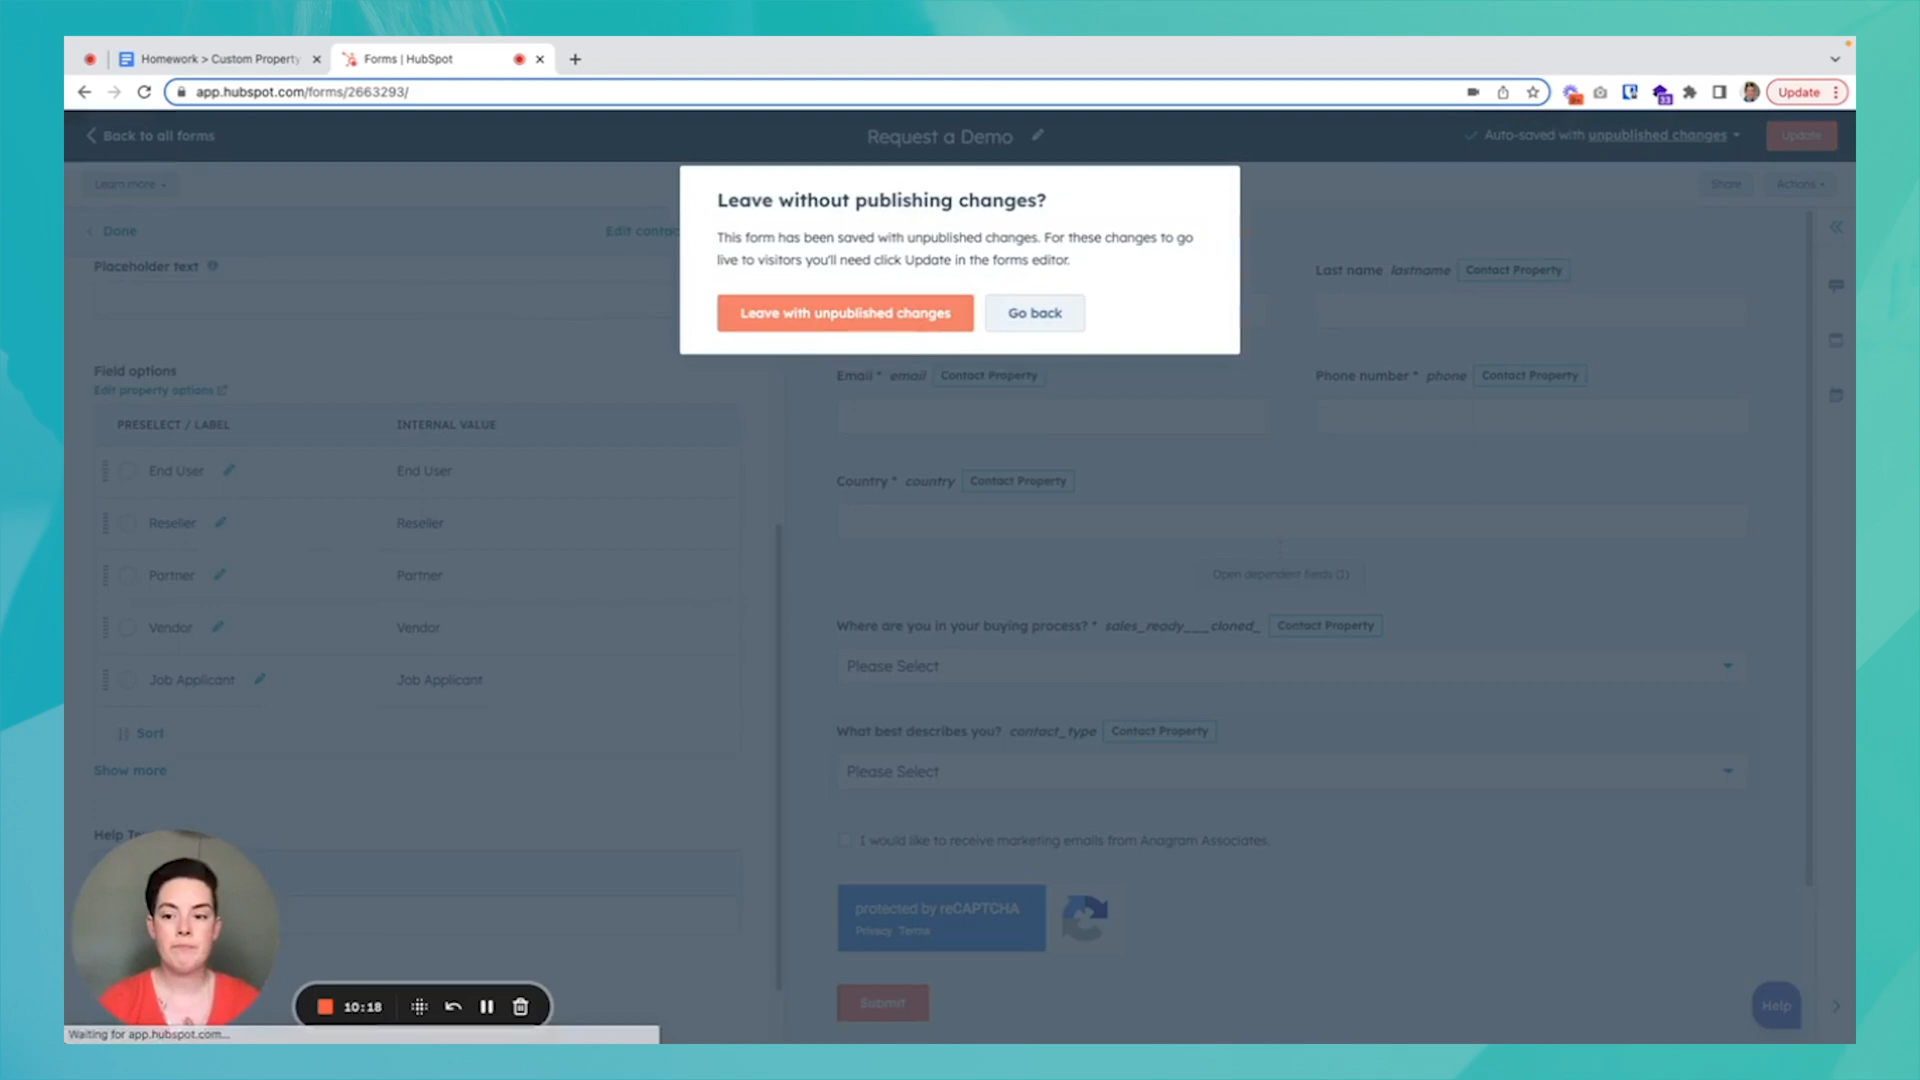 Homework > Custom Property
Forms | HubSpot
app.hubspot.com/forms/2663293/
33
Update
Back to all forms
Request a Demo
Auto-saved with unpublished changes
Update
Learn more
Share
Actions
Leave without publishing changes?
This form has been saved with unpublished changes. For these changes to go
live to visitors you'll need click Update in the forms editor.
Leave with unpublished changes
Go back
Done
Edit contac
Placeholder text
Field options
Edit property options
PRESELECT / LABEL
INTERNAL VALUE
End User
End User
Reseller
Reseller
Partner
Partner
Vendor
Vendor
Job Applicant
Job Applicant
Sort
Show more
Help Te
Last name lastname Contact Property
Email * email Contact Property
Phone number * phone Contact Property
Country * country Contact Property
Open dependent fields (1)
Where are you in your buying process? * sales_ready___cloned_ Contact Property
Please Select
What best describes you? contact_type Contact Property
Please Select
I would like to receive marketing emails from Anagram Associates.
protected by reCAPTCHA
Privacy Terms
Submit
Help
10:18
Waiting for app.hubspot.com...